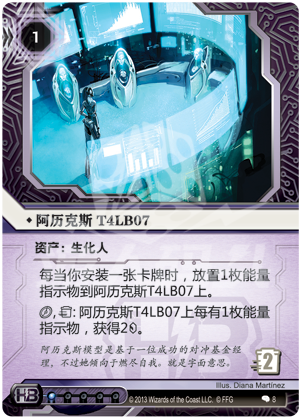 1
阿历克斯 T4LB07
资产：生化人
每当你安装一张卡牌时，放置1枚能量
指示物到阿历克斯T4LB07上。
：阿历克斯T4LB07上每有1枚能量
指示物，获得2。
阿历克斯模型是基于一位成功的对冲基金经
理，不过她倾向于燃尽自我。就是字面意思。
2
Illus. Diana Martínez
HB
©2013 Wizards of the Coast LLC. ©FFG
8